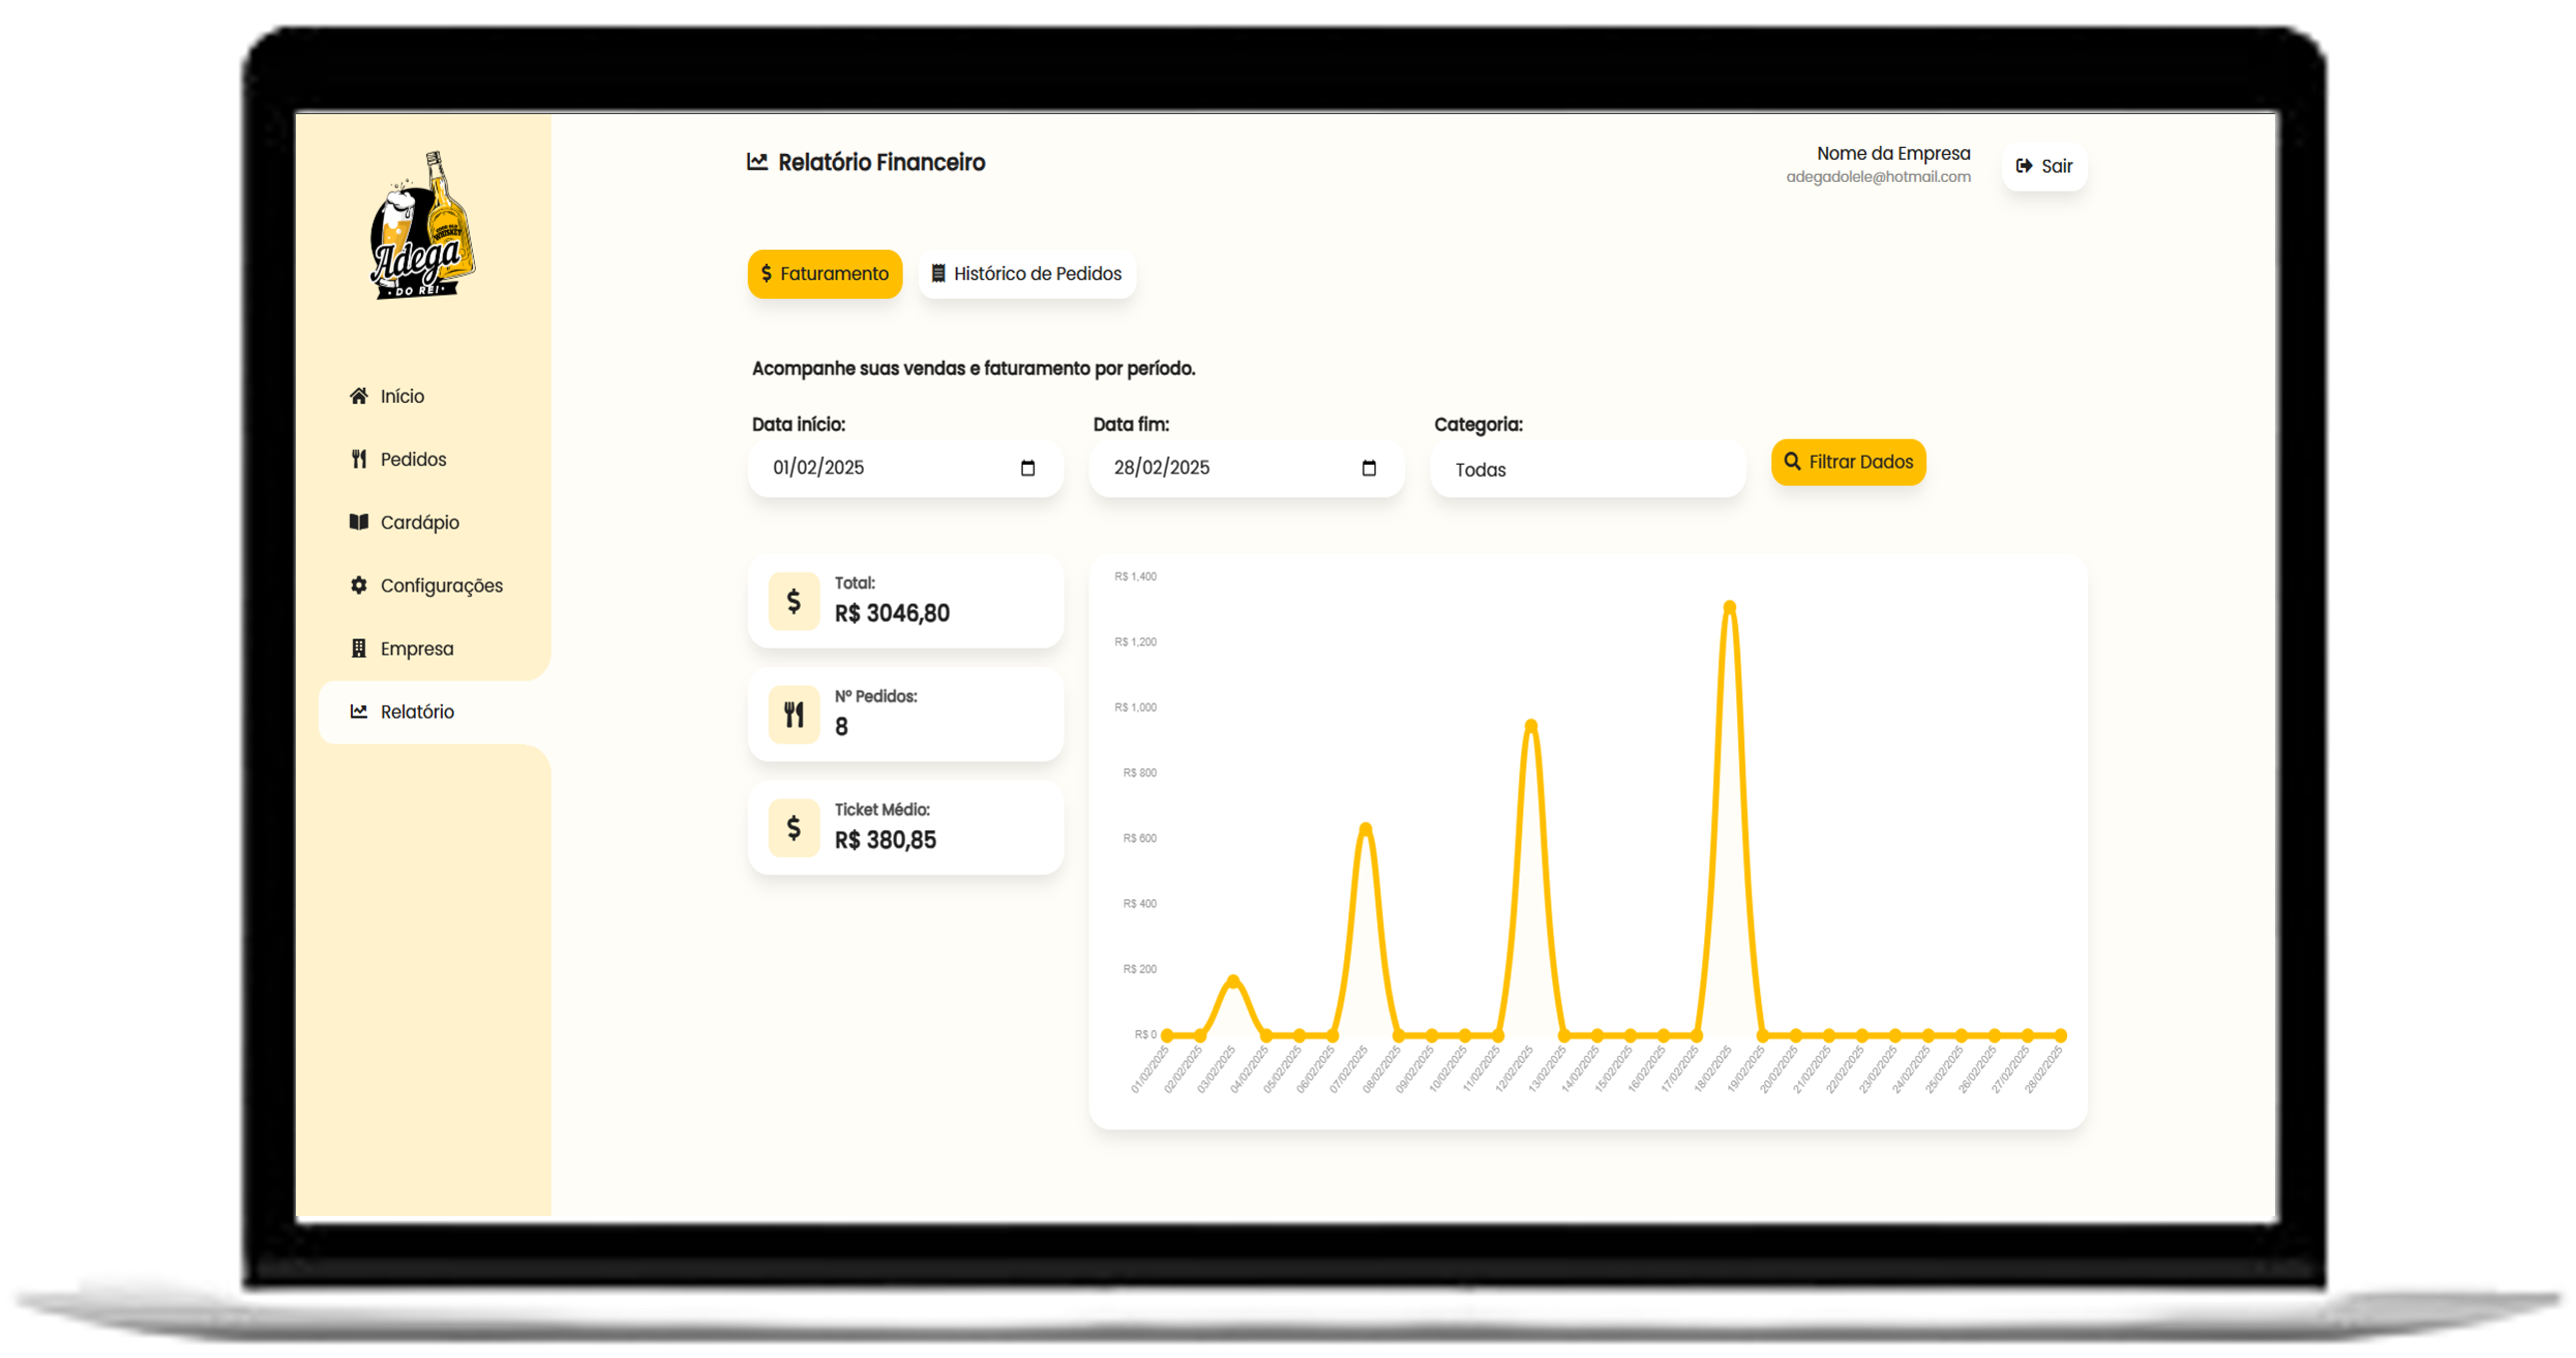 GOOD OLD
WHISKEY
Adega
• DO REI •
Início
Pedidos
Cardápio
Configurações
Empresa
Relatório
Relatório Financeiro
Nome da Empresa
adegadolele@hotmail.com
Sair
$ Faturamento
Histórico de Pedidos
Acompanhe suas vendas e faturamento por período.
Data início:
Data fim:
Categoria:
01/02/2025
28/02/2025
Todas
Filtrar Dados
$
Total:
R$ 3046,80
Nº Pedidos:
8
$
Ticket Médio:
R$ 380,85
R$ 1,400
R$ 1,200
R$ 1,000
R$ 800
R$ 600
R$ 400
R$ 200
R$ 0
01/02/2025
02/02/2025
03/02/2025
04/02/2025
05/02/2025
06/02/2025
07/02/2025
08/02/2025
09/02/2025
10/02/2025
11/02/2025
12/02/2025
13/02/2025
14/02/2025
15/02/2025
16/02/2025
17/02/2025
18/02/2025
19/02/2025
20/02/2025
21/02/2025
22/02/2025
23/02/2025
24/02/2025
25/02/2025
26/02/2025
27/02/2025
28/02/2025